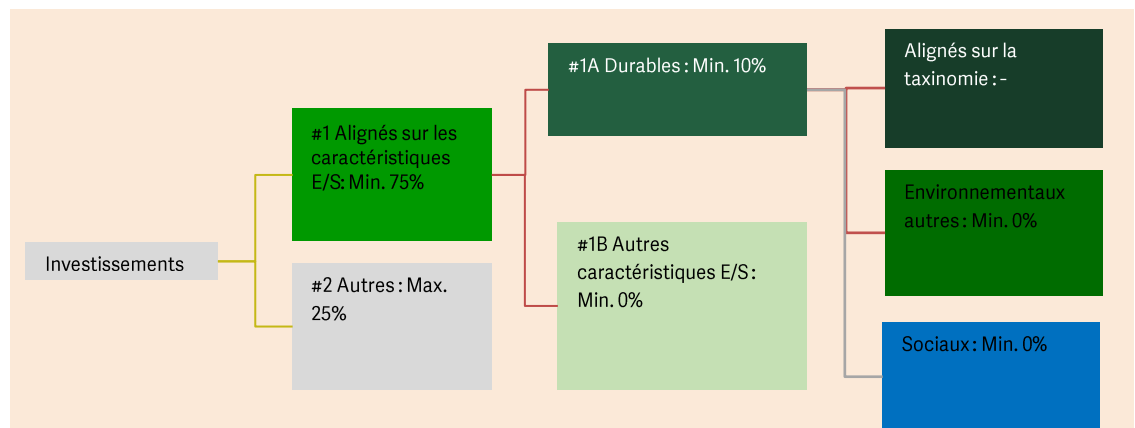 Investissements
#1 Alignés sur les
caractéristiques
E/S: Min. 75%
#2 Autres : Max.
25%
#1A Durables : Min. 10%
#1B Autres
caractéristiques E/S :
Min. 0%
Alignés sur la
taxinomie : -
Environnementaux
autres : Min. 0%
Sociaux : Min. 0%